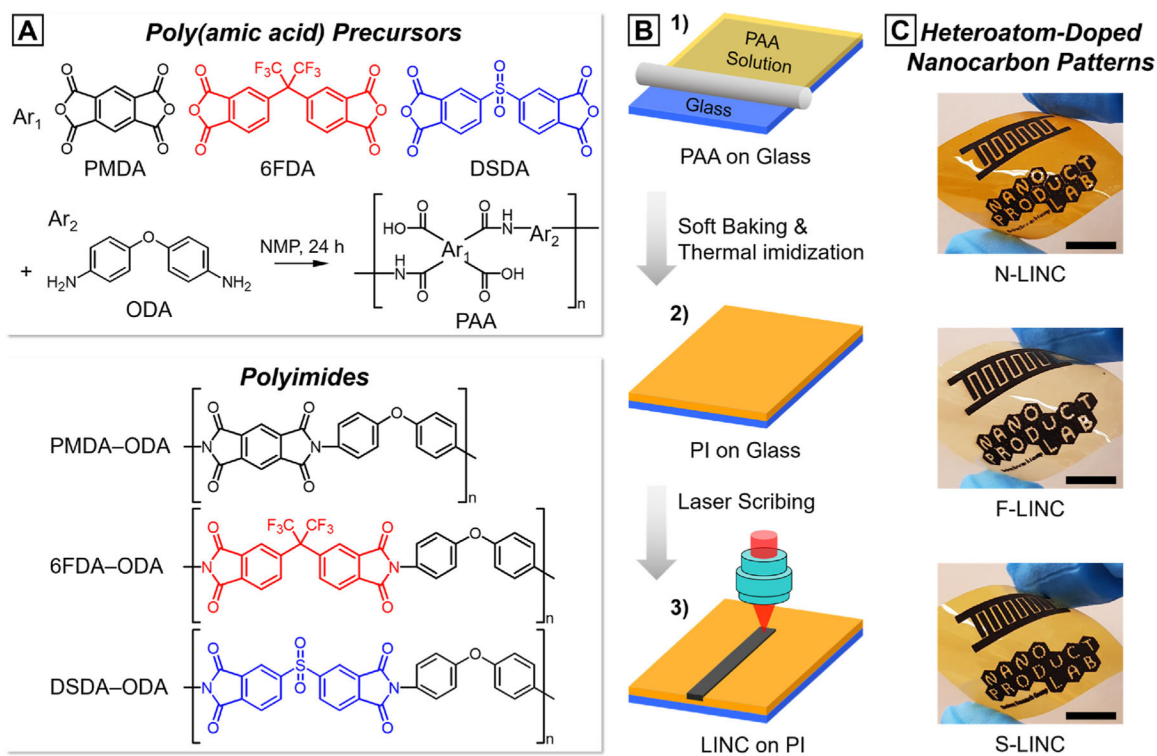 A
Poly(amic acid) Precursors
Ar1
O
O
O
O
O
O
PMDA
F3C
CF3
O
O
O
O
O
O
6FDA
O
O
O
O
S
O
O
O
O
DSDA
Ar2
+
H2N
O
NH2
ODA
NMP, 24 h
HO
O
O
H
N
Ar2
Ar1
N
H
O
OH
O
n
PAA
Polyimides
PMDA–ODA
N
O
O
O
O
N
O
n
6FDA–ODA
F3C
CF3
N
O
O
O
O
N
O
n
DSDA–ODA
O
O
S
N
O
O
O
O
N
O
n
B
1)
PAA
Solution
Glass
PAA on Glass
Soft Baking &
Thermal imidization
2)
PI on Glass
Laser Scribing
3)
LINC on PI
C
Heteroatom-Doped
Nanocarbon Patterns
NANO
PRODUCT
LAB
N-LINC
NANO
PRODUCT
LAB
F-LINC
NANO
PRODUCT
LAB
S-LINC